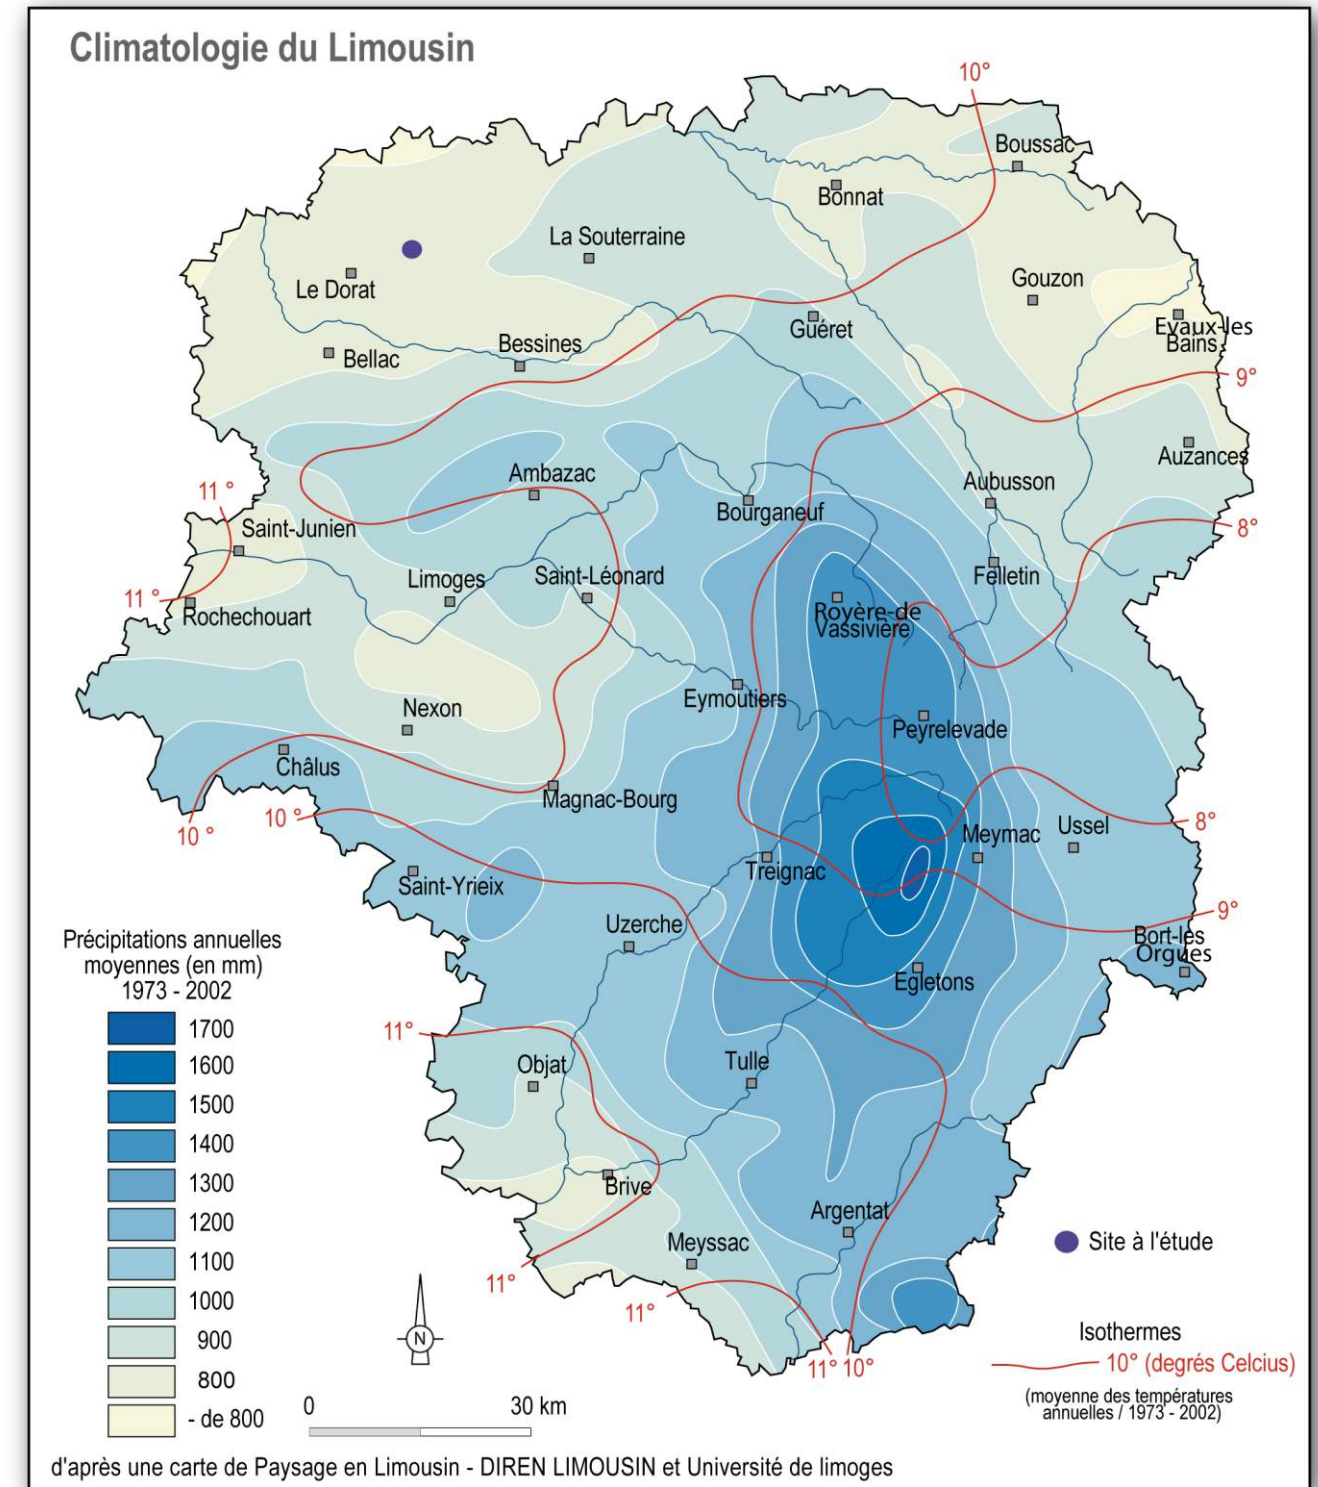 Climatologie du Limousin
10°
Boussac
Bonnat
La Souterraine
Le Dorat
Gouzon
Guéret
Evaux-les
Bains
Bessines
Bellac
9°
Auzances
Ambazac
Aubusson
11 °
Bourganeuf
8°
Saint-Junien
Felletin
Limoges
Saint-Léonard
11 °
Rochechouart
Royère-de
Vassivière
Eymoutiers
Nexon
Peyrelevade
Châlus
Magnac-Bourg
10 °
10 °
8°
Ussel
Meymac
Treignac
Saint-Yrieix
9°
Uzerche
Bort-les
Orgues
Egletons
Précipitations annuelles
moyennes (en mm)
1973 - 2002
1700
1600
1500
1400
1300
1200
1100
1000
900
800
- de 800
11°
Objat
Tulle
Brive
Argentat
Meyssac
11°
11°
11°
10°
N
Site à l'étude
Isothermes
10° (degrés Celcius)
(moyenne des températures
annuelles / 1973 - 2002)
0 30 km
d'après une carte de Paysage en Limousin - DIREN LIMOUSIN et Université de limoges